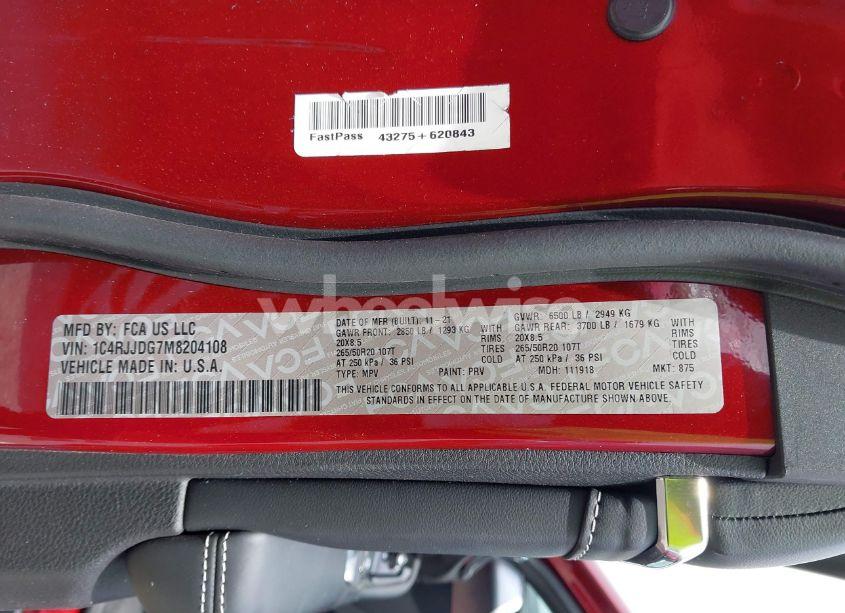 FastPass 43275+620843
wheelwise
MFD BY: FCA US LLC
VIN: 1C4RJJDG7M8204108
VEHICLE MADE IN: U.S.A.
DATE OF MFR (BUILT): 11-21
GAWR FRONT: 2850 LB / 1293 KG WITH
20X8.5 RIMS
265/50R20 107T TIRES
AT 250 kPa / 36 PSI COLD
TYPE: MPV PAINT: PRV
GVWR: 6500 LB / 2949 KG
GAWR REAR: 3700 LB / 1679 KG WITH
20X8.5 RIMS
265/50R20 107T TIRES
AT 250 kPa / 36 PSI COLD
MDH: 111918 MKT: 875
THIS VEHICLE CONFORMS TO ALL APPLICABLE U.S.A. FEDERAL MOTOR VEHICLE SAFETY
STANDARDS IN EFFECT ON THE DATE OF MANUFACTURE SHOWN ABOVE.